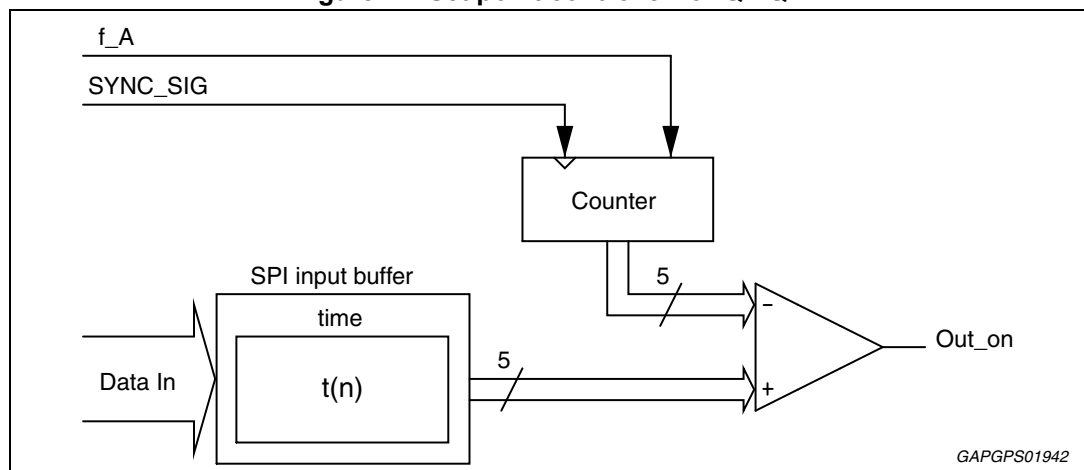 f_A
SYNC_SIG
Counter
SPI input buffer
5
time
Out_on
Data In
t(n)
5
−
+
GAPGPS01942